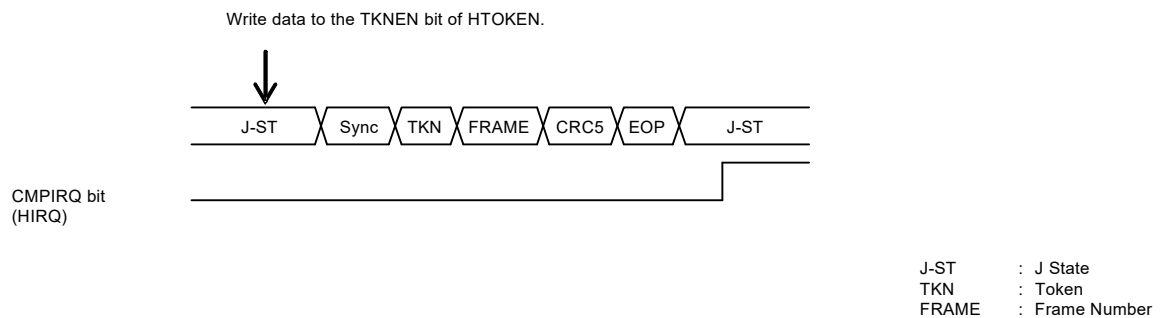 Write data to the TKNEN bit of HTOKEN.
J-ST Sync TKN FRAME CRC5 EOP J-ST
CMPIRQ bit
(HIRQ)
J-ST : J State
TKN : Token
FRAME : Frame Number